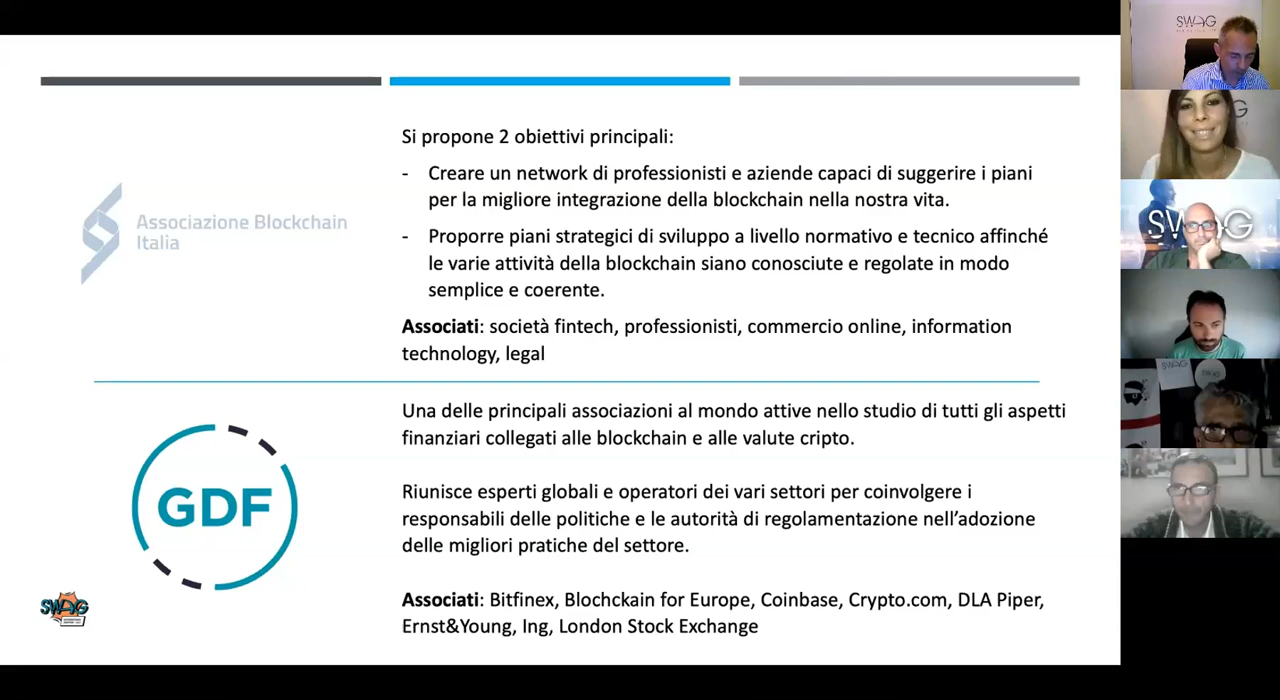 Si propone 2 obiettivi principali:
- Creare un network di professionisti e aziende capaci di suggerire i piani
per la migliore integrazione della blockchain nella nostra vita.
- Proporre piani strategici di sviluppo a livello normativo e tecnico affinché
le varie attività della blockchain siano conosciute e regolate in modo
semplice e coerente.
Associati: società fintech, professionisti, commercio online, information
technology, legal
Associazione Blockchain
Italia
Una delle principali associazioni al mondo attive nello studio di tutti gli aspetti
finanziari collegati alle blockchain e alle valute cripto.
Riunisce esperti globali e operatori dei vari settori per coinvolgere i
responsabili delle politiche e le autorità di regolamentazione nell’adozione
delle migliori pratiche del settore.
Associati: Bitfinex, Blochckain for Europe, Coinbase, Crypto.com, DLA Piper,
Ernst&Young, Ing, London Stock Exchange
GDF
SWAG
SWAG
SWAG
SWAG
SWAG